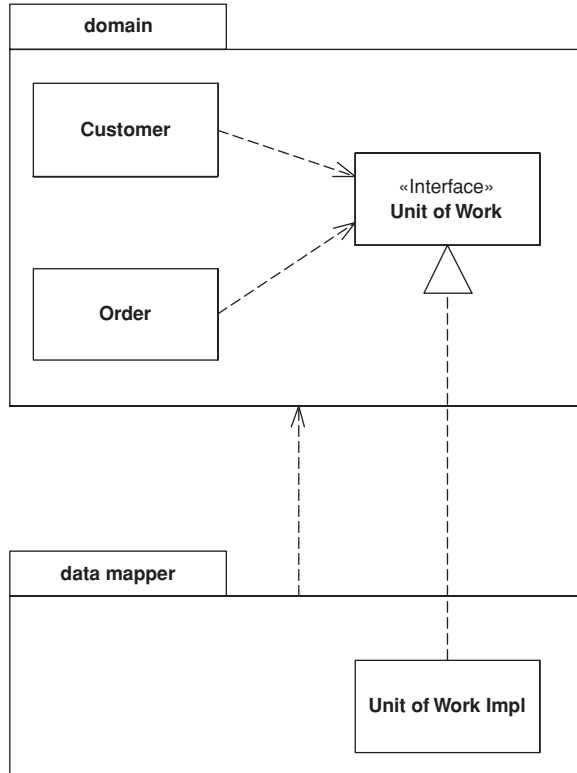 domain
Customer
«Interface»
Unit of Work
Order
data mapper
Unit of Work Impl